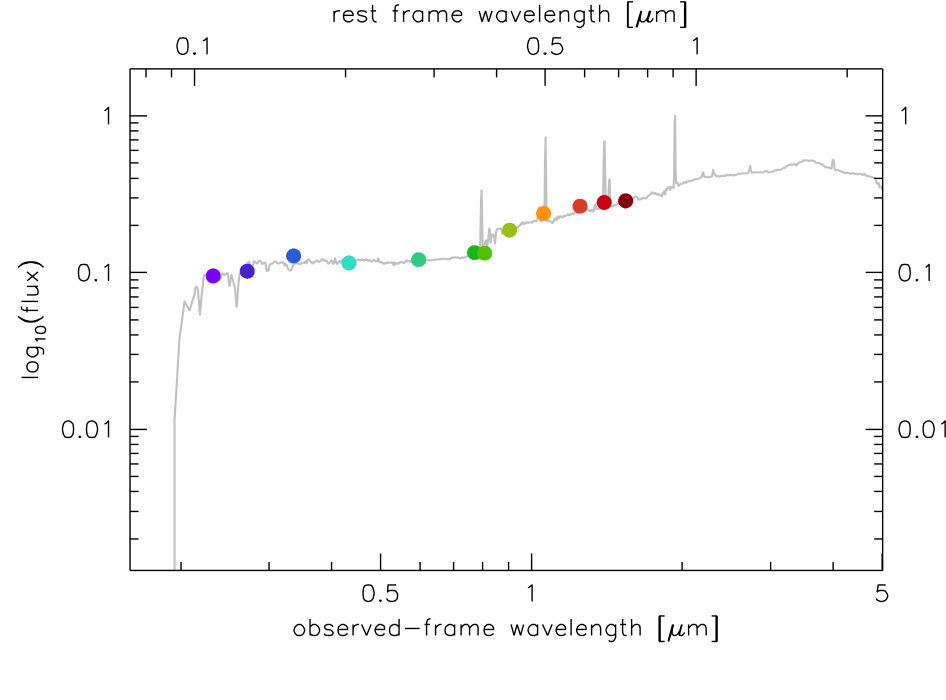 rest frame wavelength [μm]
0.1 0.5 1
1 1
0.1 0.1
0.01 0.01
log₁₀(flux)
0.5 1 5
observed-frame wavelength [μm]